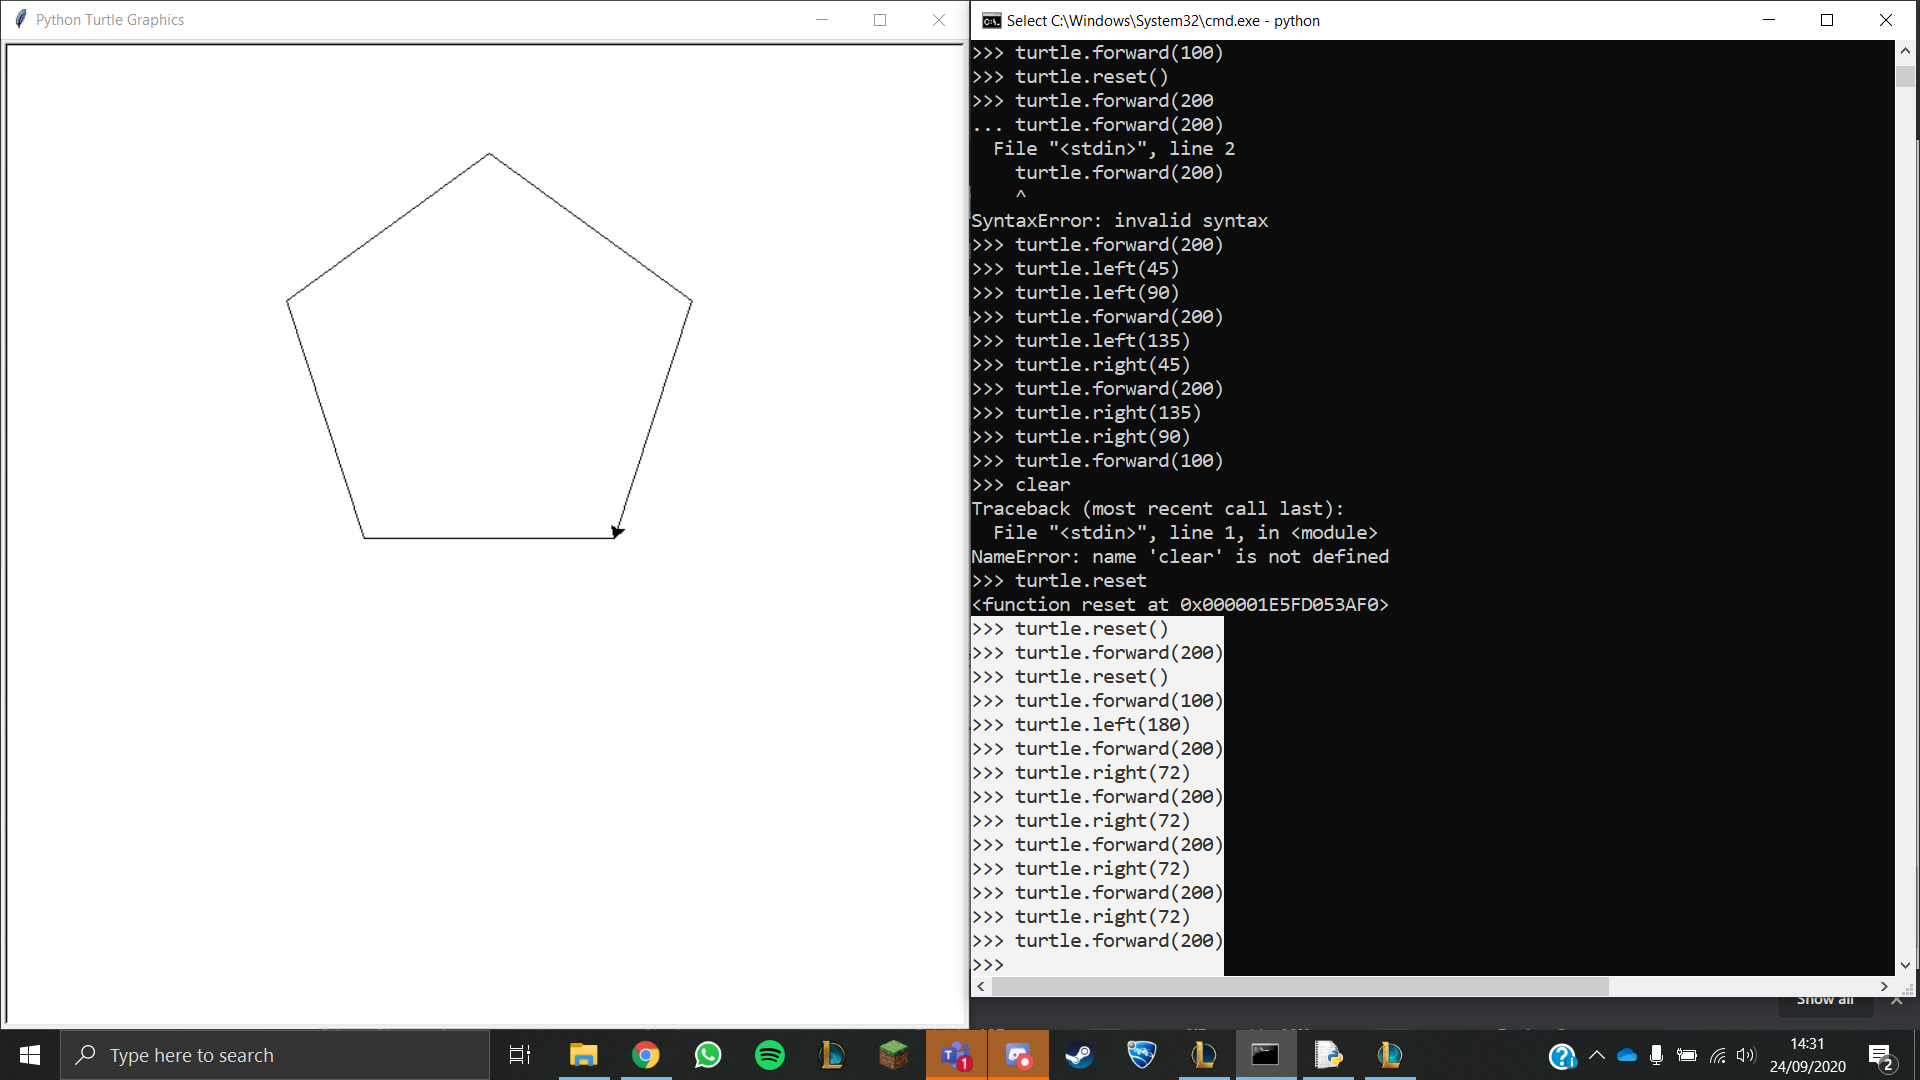 Python Turtle Graphics
Select C:\Windows\System32\cmd.exe - python
>>> turtle.forward(100)
>>> turtle.reset()
>>> turtle.forward(200
... turtle.forward(200)
  File "<stdin>", line 2
    turtle.forward(200)
    ^
SyntaxError: invalid syntax
>>> turtle.forward(200)
>>> turtle.left(45)
>>> turtle.left(90)
>>> turtle.forward(200)
>>> turtle.left(135)
>>> turtle.right(45)
>>> turtle.forward(200)
>>> turtle.right(135)
>>> turtle.right(90)
>>> turtle.forward(100)
>>> clear
Traceback (most recent call last):
  File "<stdin>", line 1, in <module>
NameError: name 'clear' is not defined
>>> turtle.reset
<function reset at 0x000001E5FD053AF0>
>>> turtle.reset()
>>> turtle.forward(200)
>>> turtle.reset()
>>> turtle.forward(100)
>>> turtle.left(180)
>>> turtle.forward(200)
>>> turtle.right(72)
>>> turtle.forward(200)
>>> turtle.right(72)
>>> turtle.forward(200)
>>> turtle.right(72)
>>> turtle.forward(200)
>>> turtle.right(72)
>>> turtle.forward(200)
>>>
Show all
Type here to search
14:31
24/09/2020
1
2